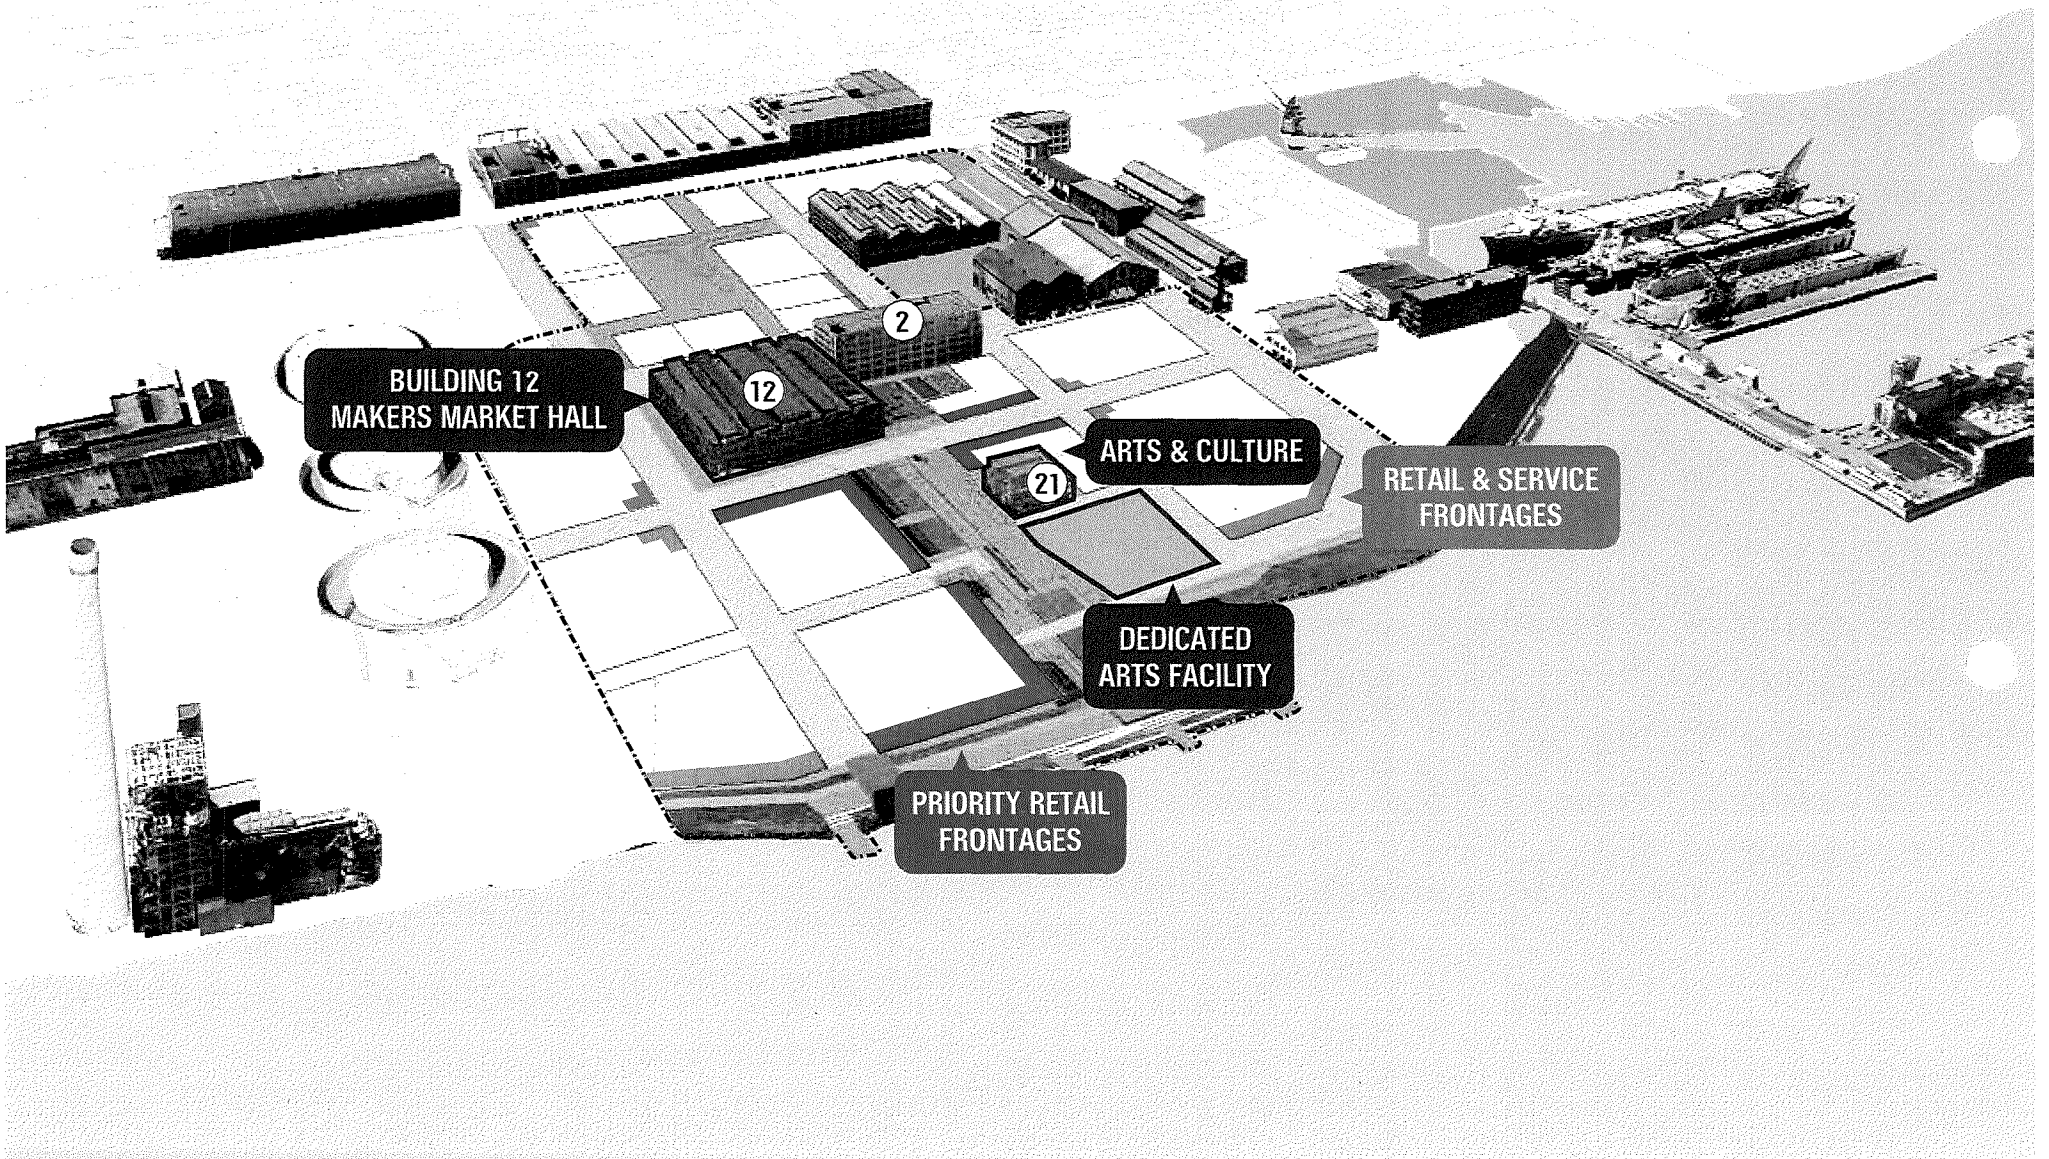 2
BUILDING 12
MAKERS MARKET HALL
12
ARTS & CULTURE
21
RETAIL & SERVICE
FRONTAGES
DEDICATED
ARTS FACILITY
PRIORITY RETAIL
FRONTAGES